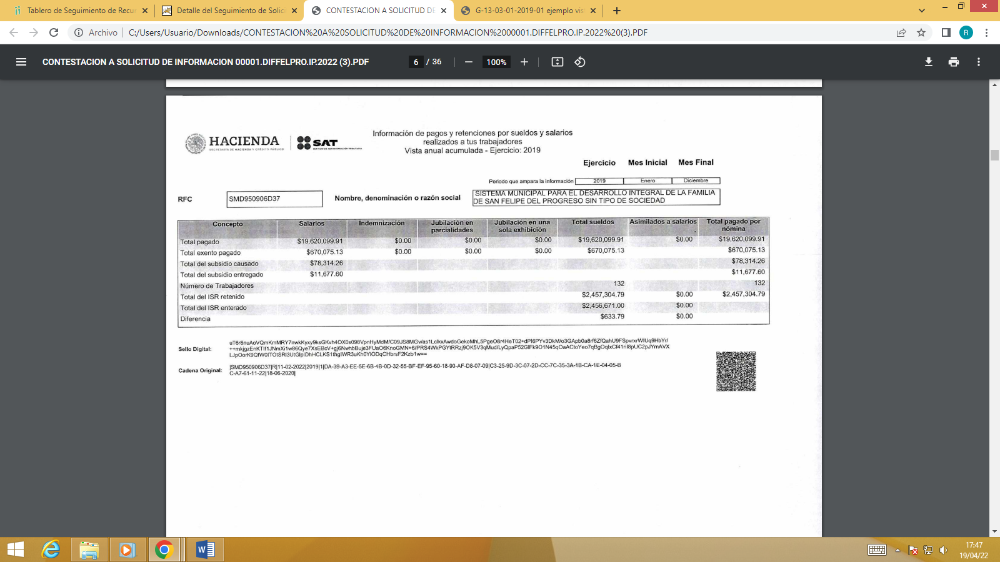 Tablero de Seguimiento de Recur
Detalle del Seguimiento de Solici
CONTESTACION A SOLICITUD DE
G-13-03-01-2019-01 ejemplo vis
Archivo
C:/Users/Usuario/Downloads/CONTESTACION%20A%20SOLICITUD%20DE%20INFORMACION%2000001.DIFFELPRO.IP.2022%20(3).PDF
R
CONTESTACION A SOLICITUD DE INFORMACION 00001.DIFFELPRO.IP.2022 (3).PDF
6 / 36
100%
HACIENDA
SECRETARÍA DE HACIENDA Y CRÉDITO PÚBLICO
SAT
SERVICIO DE ADMINISTRACIÓN TRIBUTARIA
Información de pagos y retenciones por sueldos y salarios
realizados a tus trabajadores
Vista anual acumulada - Ejercicio: 2019
Ejercicio Mes Inicial Mes Final
Periodo que ampara la información 2019 Enero Diciembre
RFC SMD950906D37
Nombre, denominación o razón social
SISTEMA MUNICIPAL PARA EL DESARROLLO INTEGRAL DE LA FAMILIA
DE SAN FELIPE DEL PROGRESO SIN TIPO DE SOCIEDAD
Concepto Salarios Indemnización Jubilación en parcialidades Jubilación en una sola exhibición Total sueldos Asimilados a salarios Total pagado por nómina
Total pagado $19,620,099.91 $0.00 $0.00 $0.00 $19,620,099.91 $0.00 $19,620,099.91
Total exento pagado $670,075.13 $0.00 $0.00 $0.00 $670,075.13 $670,075.13
Total del subsidio causado $78,314.26 $78,314.26
Total del subsidio entregado $11,677.60 $11,677.60
Número de Trabajadores 132 132
Total del ISR retenido $2,457,304.79 $0.00 $2,457,304.79
Total del ISR enterado $2,456,671.00 $0.00
Diferencia $633.79 $0.00
Sello Digital:
Cadena Original: |SMD950906D37|R|11-02-2022|2019|1|DA-39-A3-EE-5E-6B-4B-0D-32-55-BF-EF-95-60-18-90-AF-D8-07-09|C3-25-9D-3C-07-2D-CC-7C-35-3A-1B-CA-1E-04-05-B
C-A7-61-11-22|18-06-2020|
17:47
19/04/22